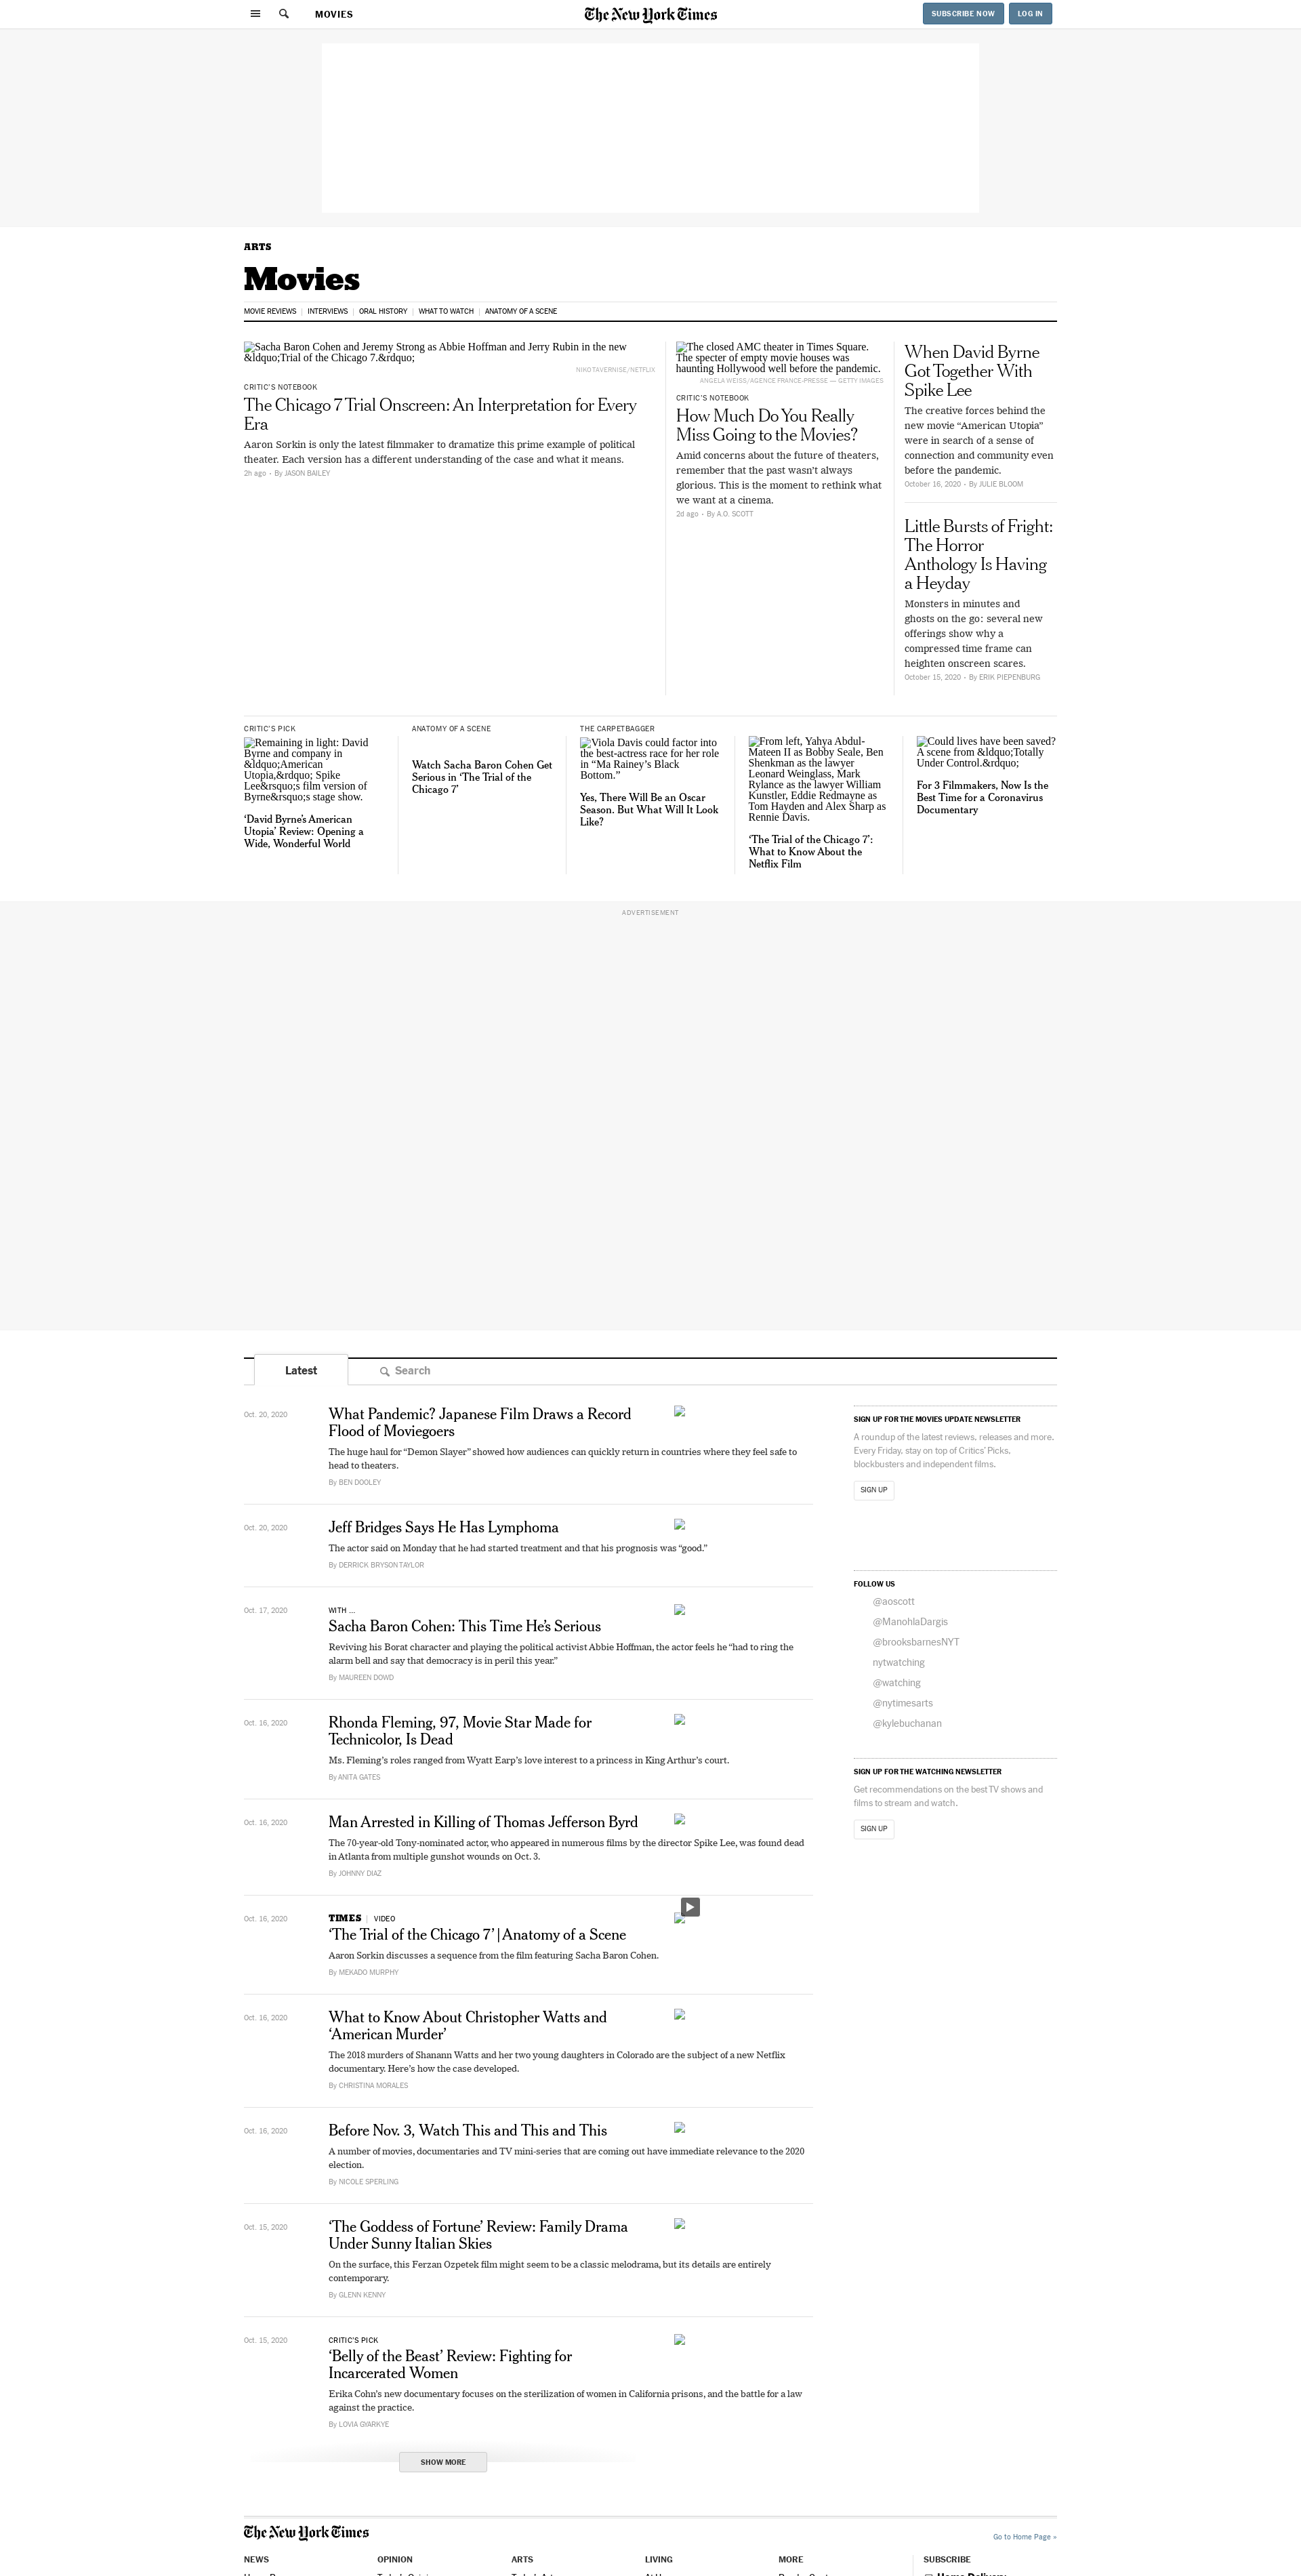 MOVIES
The New York Times
SUBSCRIBE NOW
LOG IN
ARTS
Movies
MOVIE REVIEWS | INTERVIEWS | ORAL HISTORY | WHAT TO WATCH | ANATOMY OF A SCENE
Sacha Baron Cohen and Jeremy Strong as Abbie Hoffman and Jerry Rubin in the new
&ldquo;Trial of the Chicago 7.&rdquo;
NIKO TAVERNISE/NETFLIX
CRITIC'S NOTEBOOK
The Chicago 7 Trial Onscreen: An Interpretation for Every
Era
Aaron Sorkin is only the latest filmmaker to dramatize this prime example of political
theater. Each version has a different understanding of the case and what it means.
2h ago • By JASON BAILEY
The closed AMC theater in Times Square.
The specter of empty movie houses was
haunting Hollywood well before the pandemic.
ANGELA WEISS/AGENCE FRANCE-PRESSE — GETTY IMAGES
CRITIC'S NOTEBOOK
How Much Do You Really
Miss Going to the Movies?
Amid concerns about the future of theaters,
remember that the past wasn't always
glorious. This is the moment to rethink what
we want at a cinema.
2d ago • By A.O. SCOTT
When David Byrne
Got Together With
Spike Lee
The creative forces behind the
new movie “American Utopia”
were in search of a sense of
connection and community even
before the pandemic.
October 16, 2020 • By JULIE BLOOM
Little Bursts of Fright:
The Horror
Anthology Is Having
a Heyday
Monsters in minutes and
ghosts on the go: several new
offerings show why a
compressed time frame can
heighten onscreen scares.
October 15, 2020 • By ERIK PIEPENBURG
CRITIC'S PICK
Remaining in light: David
Byrne and company in
&ldquo;American
Utopia,&rdquo; Spike
Lee&rsquo;s film version of
Byrne&rsquo;s stage show.
‘David Byrne’s American
Utopia’ Review: Opening a
Wide, Wonderful World
ANATOMY OF A SCENE
Watch Sacha Baron Cohen Get
Serious in ‘The Trial of the
Chicago 7’
THE CARPETBAGGER
Viola Davis could factor into
the best-actress race for her role
in “Ma Rainey’s Black
Bottom.”
Yes, There Will Be an Oscar
Season. But What Will It Look
Like?
From left, Yahya Abdul-
Mateen II as Bobby Seale, Ben
Shenkman as the lawyer
Leonard Weinglass, Mark
Rylance as the lawyer William
Kunstler, Eddie Redmayne as
Tom Hayden and Alex Sharp as
Rennie Davis.
‘The Trial of the Chicago 7’:
What to Know About the
Netflix Film
Could lives have been saved?
A scene from &ldquo;Totally
Under Control.&rdquo;
For 3 Filmmakers, Now Is the
Best Time for a Coronavirus
Documentary
ADVERTISEMENT
Latest
Search
Oct. 20, 2020
What Pandemic? Japanese Film Draws a Record
Flood of Moviegoers
The huge haul for “Demon Slayer” showed how audiences can quickly return in countries where they feel safe to
head to theaters.
By BEN DOOLEY
Oct. 20, 2020
Jeff Bridges Says He Has Lymphoma
The actor said on Monday that he had started treatment and that his prognosis was “good.”
By DERRICK BRYSON TAYLOR
Oct. 17, 2020
WITH ...
Sacha Baron Cohen: This Time He’s Serious
Reviving his Borat character and playing the political activist Abbie Hoffman, the actor feels he “had to ring the
alarm bell and say that democracy is in peril this year.”
By MAUREEN DOWD
Oct. 16, 2020
Rhonda Fleming, 97, Movie Star Made for
Technicolor, Is Dead
Ms. Fleming’s roles ranged from Wyatt Earp’s love interest to a princess in King Arthur’s court.
By ANITA GATES
Oct. 16, 2020
Man Arrested in Killing of Thomas Jefferson Byrd
The 70-year-old Tony-nominated actor, who appeared in numerous films by the director Spike Lee, was found dead
in Atlanta from multiple gunshot wounds on Oct. 3.
By JOHNNY DIAZ
Oct. 16, 2020
TIMES | VIDEO
‘The Trial of the Chicago 7’ | Anatomy of a Scene
Aaron Sorkin discusses a sequence from the film featuring Sacha Baron Cohen.
By MEKADO MURPHY
Oct. 16, 2020
What to Know About Christopher Watts and
‘American Murder’
The 2018 murders of Shanann Watts and her two young daughters in Colorado are the subject of a new Netflix
documentary. Here’s how the case developed.
By CHRISTINA MORALES
Oct. 16, 2020
Before Nov. 3, Watch This and This and This
A number of movies, documentaries and TV mini-series that are coming out have immediate relevance to the 2020
election.
By NICOLE SPERLING
Oct. 15, 2020
‘The Goddess of Fortune’ Review: Family Drama
Under Sunny Italian Skies
On the surface, this Ferzan Ozpetek film might seem to be a classic melodrama, but its details are entirely
contemporary.
By GLENN KENNY
Oct. 15, 2020
CRITIC'S PICK
‘Belly of the Beast’ Review: Fighting for
Incarcerated Women
Erika Cohn’s new documentary focuses on the sterilization of women in California prisons, and the battle for a law
against the practice.
By LOVIA GYARKYE
SHOW MORE
SIGN UP FOR THE MOVIES UPDATE NEWSLETTER
A roundup of the latest reviews, releases and more.
Every Friday, stay on top of Critics’ Picks,
blockbusters and independent films.
SIGN UP
FOLLOW US
@aoscott
@ManohlaDargis
@brooksbarnesNYT
nytwatching
@watching
@nytimesarts
@kylebuchanan
SIGN UP FOR THE WATCHING NEWSLETTER
Get recommendations on the best TV shows and
films to stream and watch.
SIGN UP
The New York Times
Go to Home Page »
NEWS
OPINION
ARTS
LIVING
MORE
SUBSCRIBE